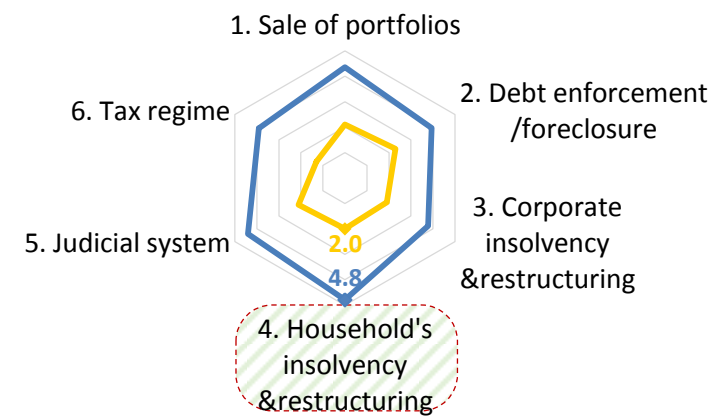 1. Sale of portfolios
2. Debt enforcement
/foreclosure
3. Corporate
insolvency
&restructuring
4. Household's
insolvency
&restructuring
5. Judicial system
6. Tax regime
2.0
4.8